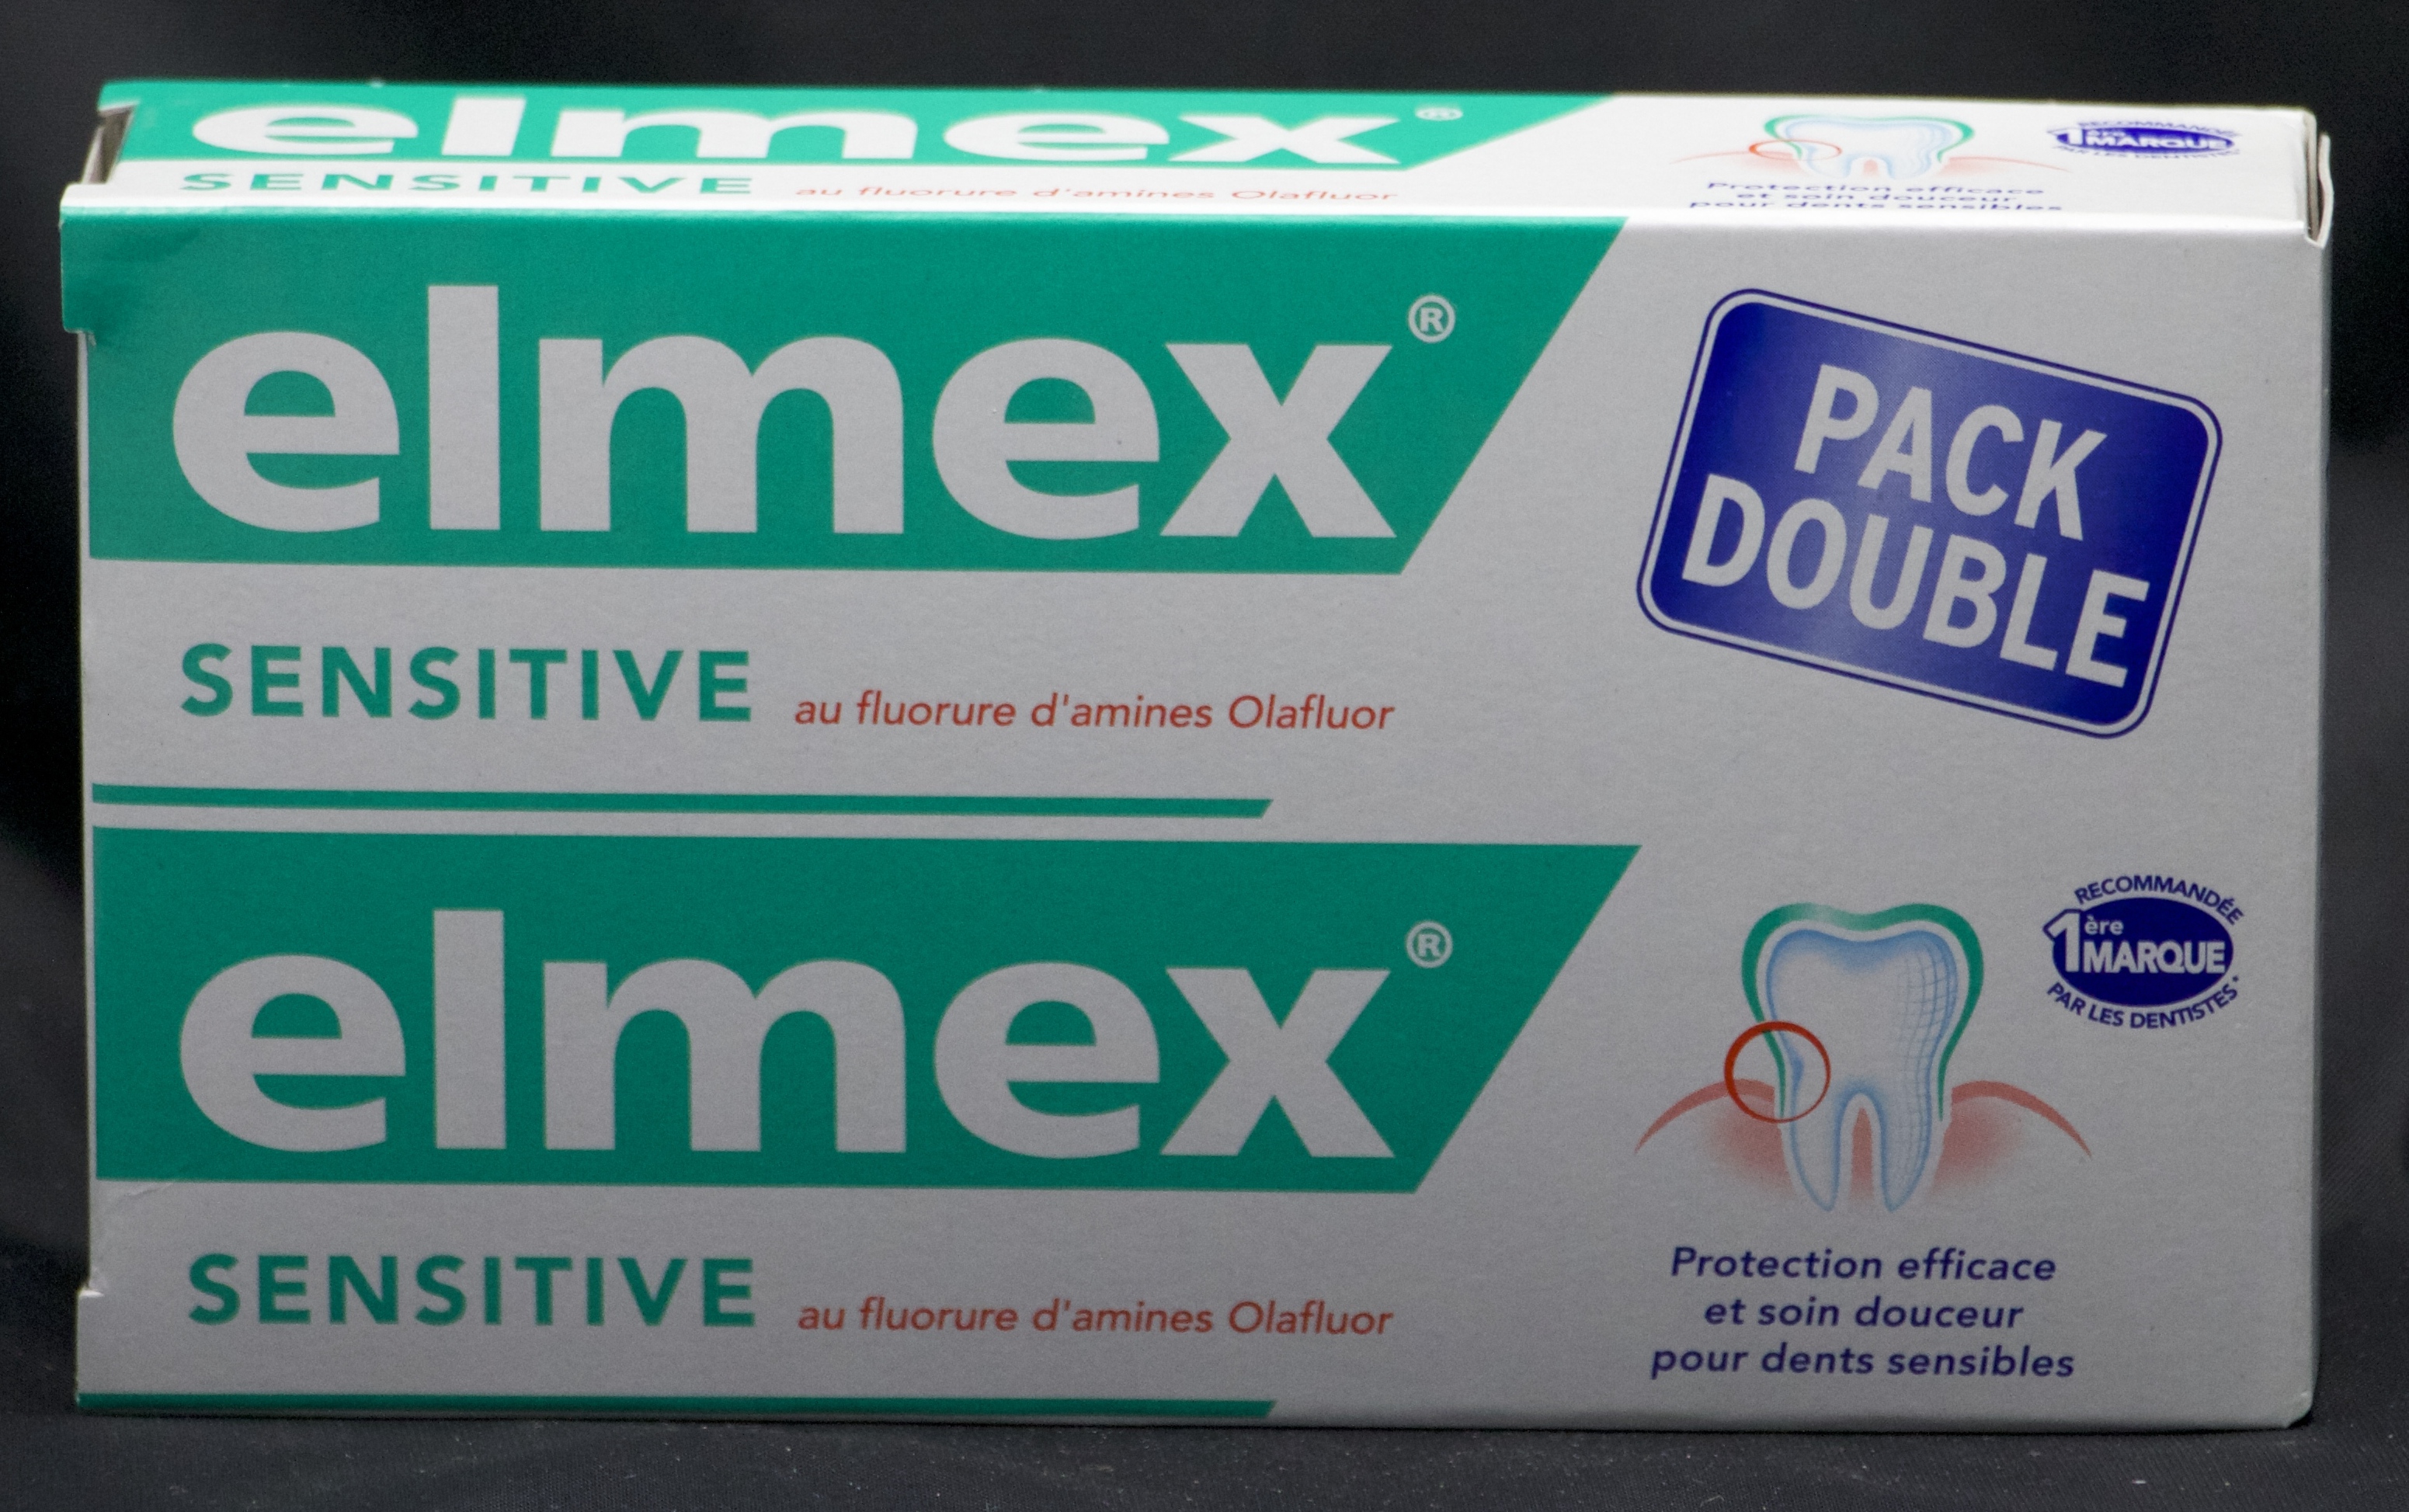 elmex®
SENSITIVE au fluorure d'amines Olafluor
RECOMMANDÉE
1ère MARQUE
PAR LES DENTISTES*
Protection efficace
et soin douceur
pour dents sensibles
elmex®
SENSITIVE au fluorure d'amines Olafluor
PACK
DOUBLE
elmex®
SENSITIVE au fluorure d'amines Olafluor
RECOMMANDÉE
1ère MARQUE
PAR LES DENTISTES*
Protection efficace
et soin douceur
pour dents sensibles